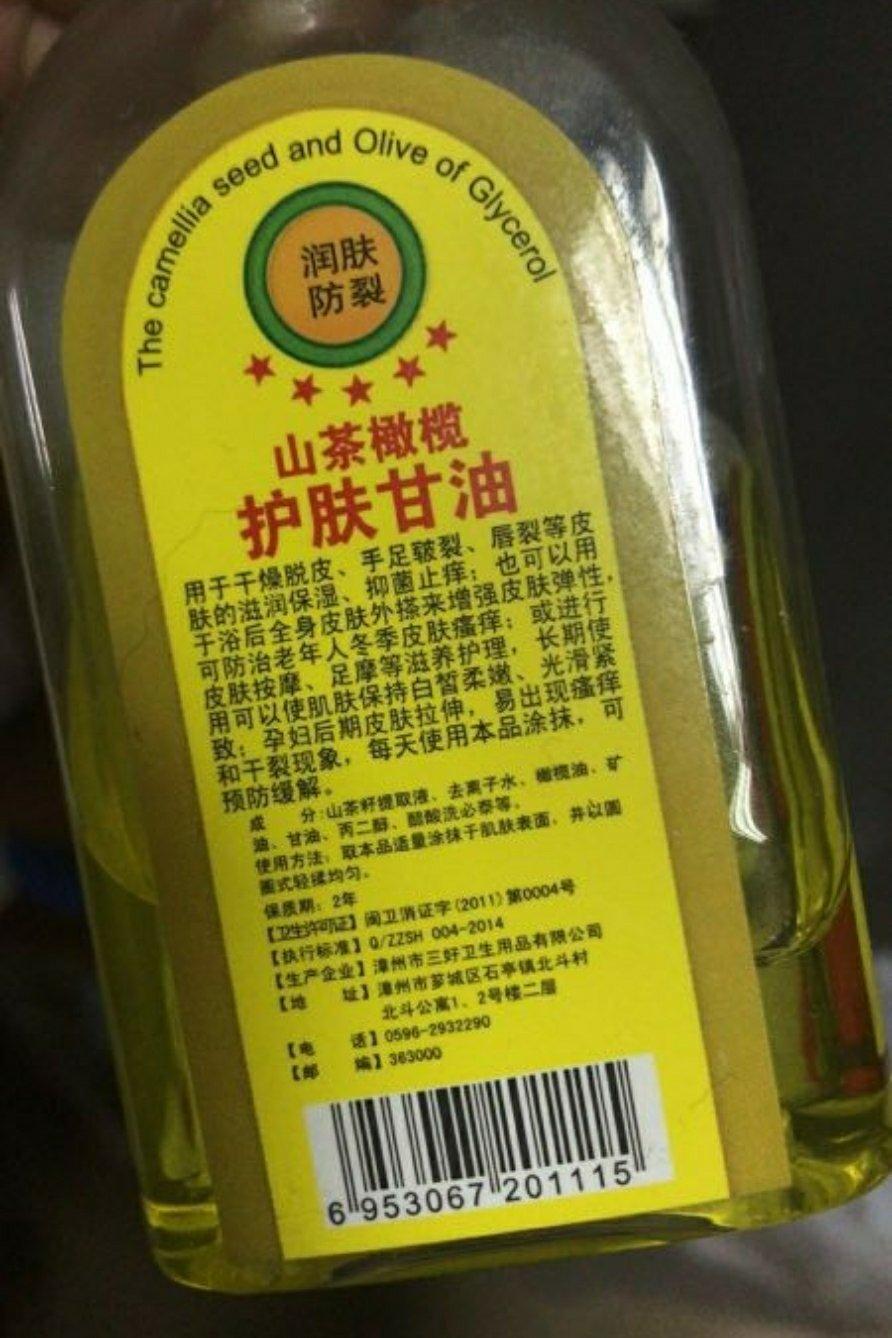 The camellia seed and Olive of Glycerol
润肤
防裂
山茶橄榄
护肤甘油
用于干燥脱皮、手足皲裂、唇裂等皮
肤的滋润保湿、抑菌止痒；也可以用
于浴后全身皮肤外搽来增强皮肤弹性，
可防治老年人冬季皮肤瘙痒；或进行
皮肤按摩、足摩等滋养护理，长期使
用可以使肌肤保持白皙柔嫩、光滑紧
致；孕妇后期皮肤拉伸，易出现瘙痒
和干裂现象，每天使用本品涂抹，可
预防缓解。
成 分:山茶籽提取液、去离子水、橄榄油、矿
油、甘油、丙二醇、醋酸洗必泰等。
使用方法：取本品适量涂抹于肌肤表面，并以圆
圈式轻揉均匀。
保质期：2年
【卫生许可证】闽卫消证字(2011)第0004号
【执行标准】Q/ZZSH 004-2014
【生产企业】漳州市三好卫生用品有限公司
【地 址】漳州市芗城区石亭镇北斗村
北斗公寓1、2号楼二层
【电 话】0596-2932290
【邮 编】363000
6 953067 201115